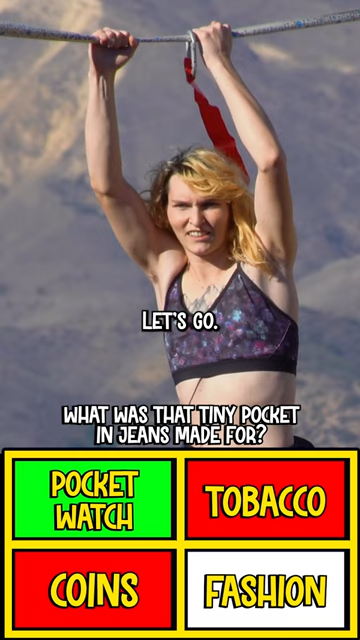 LET'S GO.
WHAT WAS THAT TINY POCKET
IN JEANS MADE FOR?
POCKET
WATCH
TOBACCO
COINS
FASHION